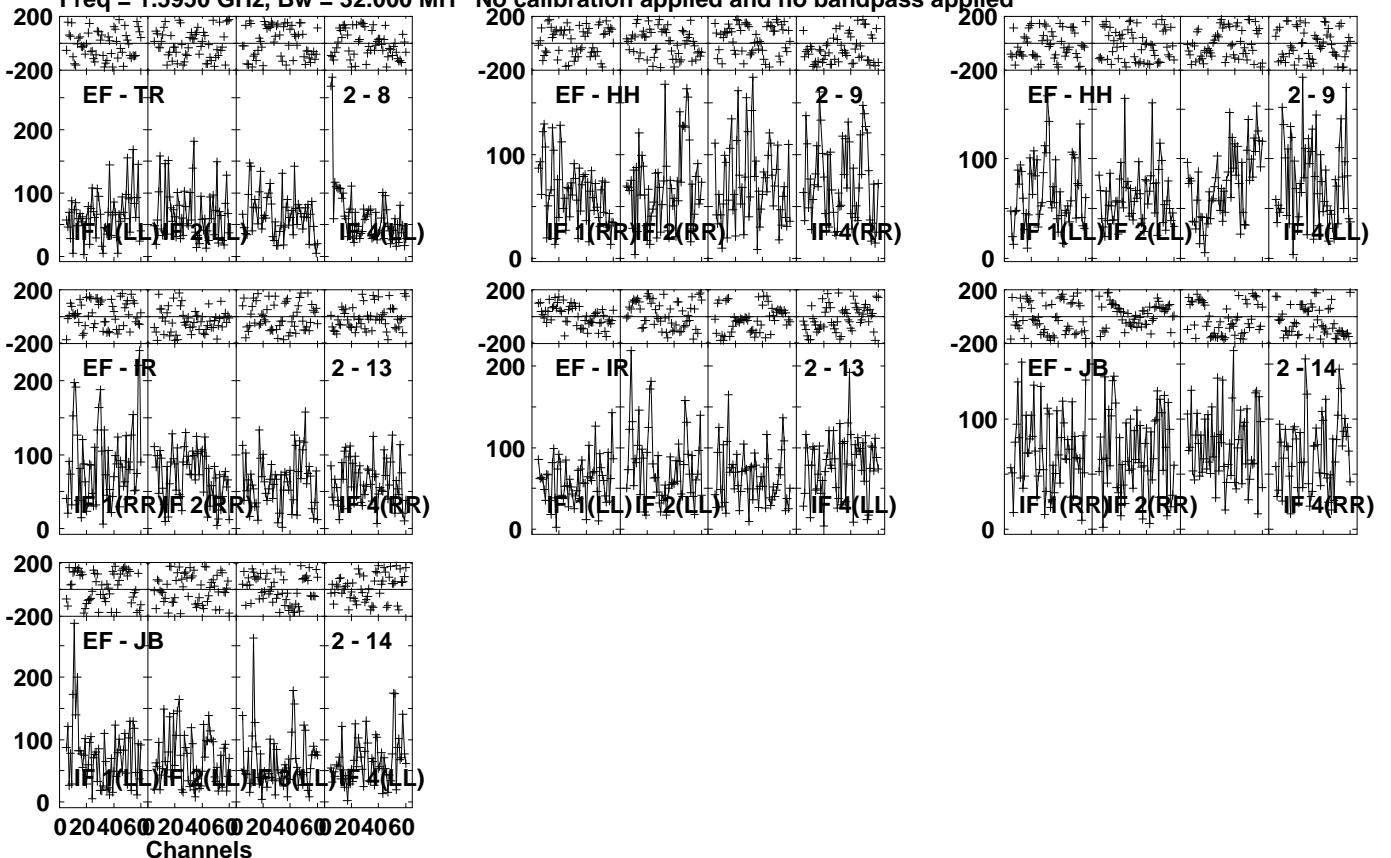 Freq = 1.5950 GHz, Bw = 32.000 MH No calibration applied and no bandpass applied
200 200 200
-200 -200 -200
EF - TR 2 - 8 EF - HH 2 - 9 EF - HH 2 - 9
200
100 100 100
IF 1(LL) IF 2(LL) IF 4(LL) IF 1(RR) IF 2(RR) IF 4(RR) IF 1(LL) IF 2(LL) IF 4(LL)
0 0 0
200 200 200
-200 -200 -200
EF - IR 2 - 13 EF - IR 2 - 13 EF - JB 2 - 14
200 200
100 100 100
IF 1(RR) IF 2(RR) IF 4(RR) IF 1(LL) IF 2(LL) IF 4(LL) IF 1(RR) IF 2(RR) IF 4(RR)
0 0 0
200
-200
EF - JB 2 - 14
200
100
IF 1(LL) IF 2(LL) IF 3(LL) IF 4(LL)
0
0 20 40 60 0 20 40 60 0 20 40 60 0 20 40 60
Channels